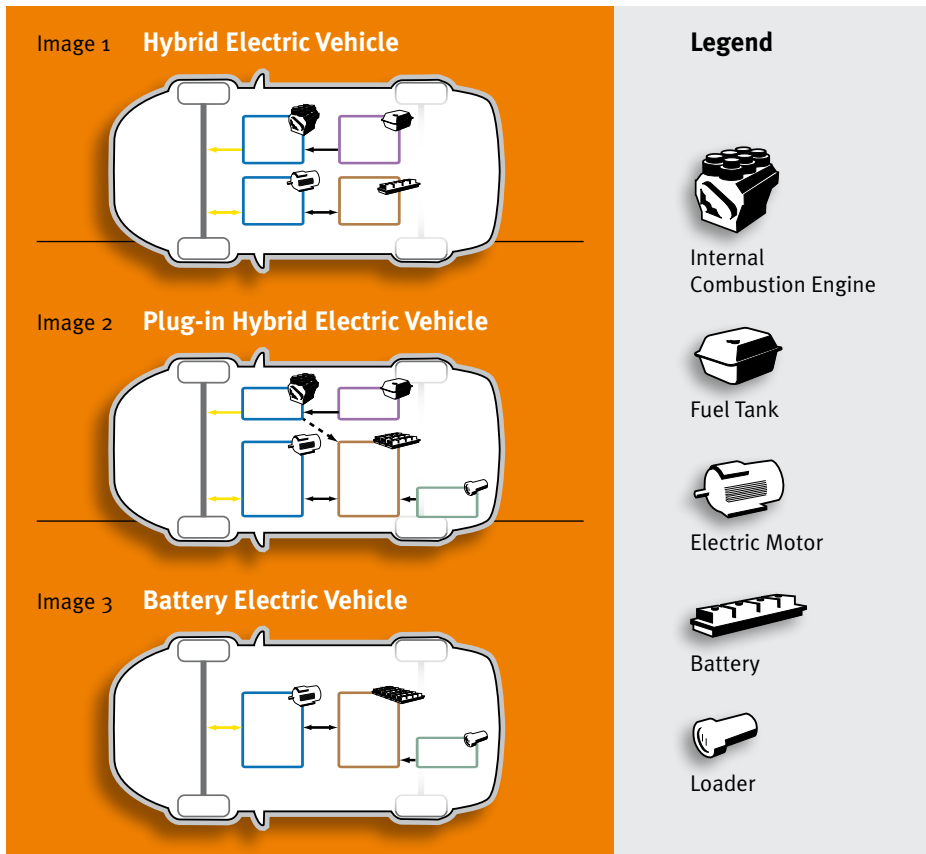 Image 1 Hybrid Electric Vehicle
Image 2 Plug-in Hybrid Electric Vehicle
Image 3 Battery Electric Vehicle
Legend
Internal
Combustion Engine
Fuel Tank
Electric Motor
Battery
Loader